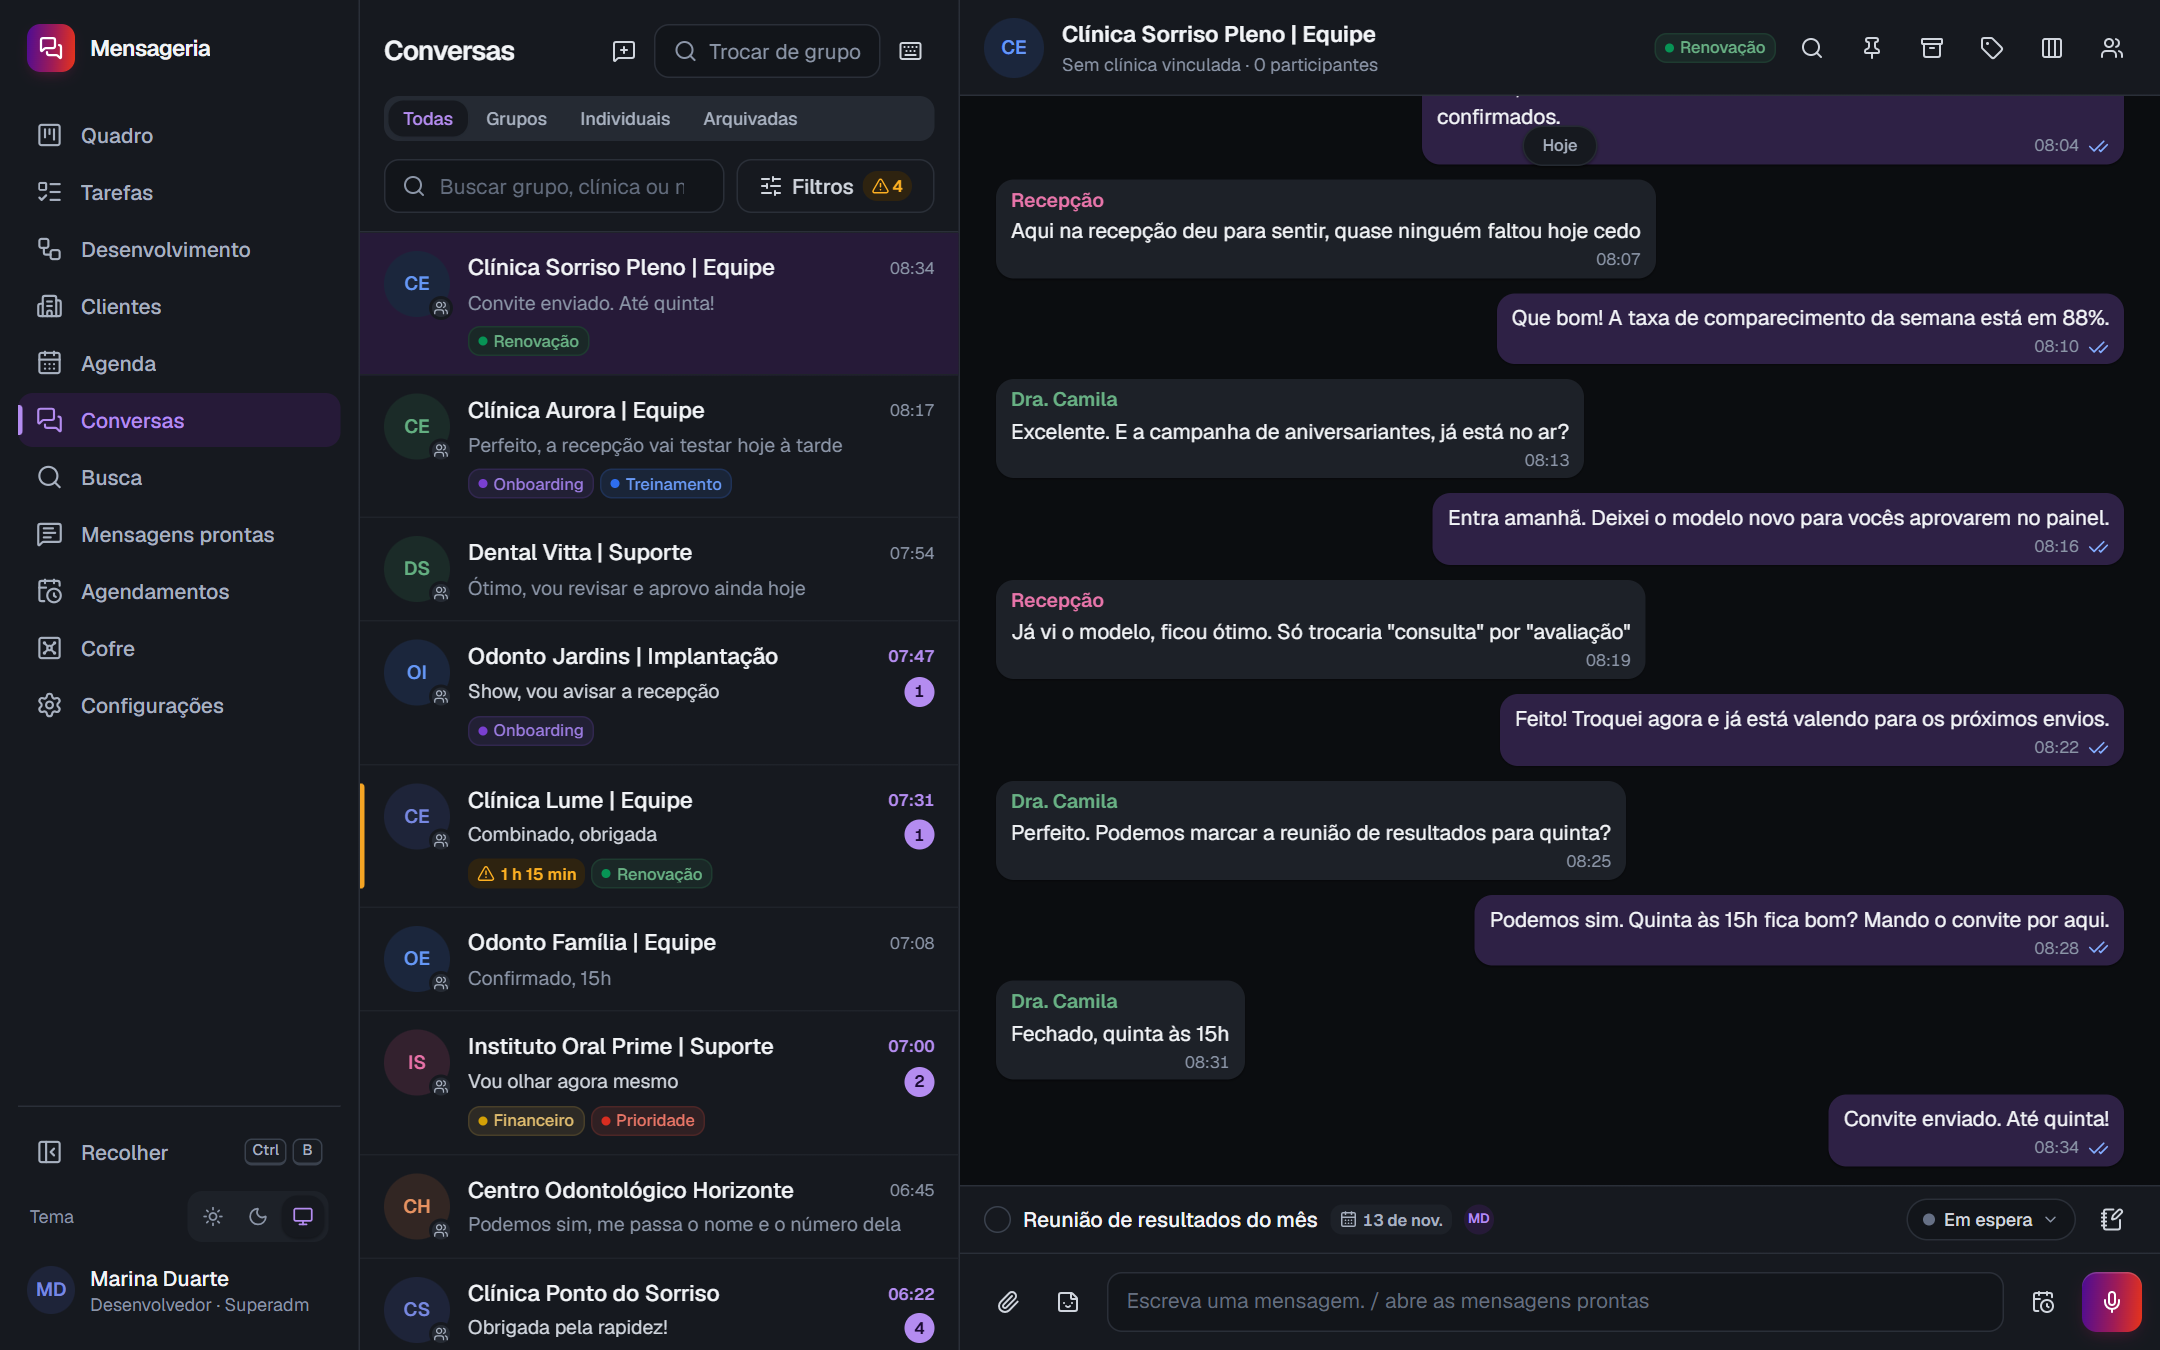 Mensageria
Quadro
Tarefas
Desenvolvimento
Clientes
Agenda
Conversas
Busca
Mensagens prontas
Agendamentos
Cofre
Configurações
Recolher
Ctrl B
Tema
MD
Marina Duarte
Desenvolvedor · Superadm
Conversas
Trocar de grupo
Todas
Grupos
Individuais
Arquivadas
Buscar grupo, clínica ou
Filtros
4
CE
Clínica Sorriso Pleno | Equipe
08:34
Convite enviado. Até quinta!
Renovação
CE
Clínica Aurora | Equipe
08:17
Perfeito, a recepção vai testar hoje à tarde
Onboarding
Treinamento
DS
Dental Vitta | Suporte
07:54
Ótimo, vou revisar e aprovo ainda hoje
OI
Odonto Jardins | Implantação
07:47
Show, vou avisar a recepção
1
Onboarding
CE
Clínica Lume | Equipe
07:31
Combinado, obrigada
1
1 h 15 min
Renovação
OE
Odonto Família | Equipe
07:08
Confirmado, 15h
IS
Instituto Oral Prime | Suporte
07:00
Vou olhar agora mesmo
2
Financeiro
Prioridade
CH
Centro Odontológico Horizonte
06:45
Podemos sim, me passa o nome e o número dela
CS
Clínica Ponto do Sorriso
06:22
Obrigada pela rapidez!
4
CE
Clínica Sorriso Pleno | Equipe
Sem clínica vinculada · 0 participantes
Renovação
confirmados.
08:04
Hoje
Recepção
Aqui na recepção deu para sentir, quase ninguém faltou hoje cedo
08:07
Que bom! A taxa de comparecimento da semana está em 88%.
08:10
Dra. Camila
Excelente. E a campanha de aniversariantes, já está no ar?
08:13
Entra amanhã. Deixei o modelo novo para vocês aprovarem no painel.
08:16
Recepção
Já vi o modelo, ficou ótimo. Só trocaria "consulta" por "avaliação"
08:19
Feito! Troquei agora e já está valendo para os próximos envios.
08:22
Dra. Camila
Perfeito. Podemos marcar a reunião de resultados para quinta?
08:25
Podemos sim. Quinta às 15h fica bom? Mando o convite por aqui.
08:28
Dra. Camila
Fechado, quinta às 15h
08:31
Convite enviado. Até quinta!
08:34
Reunião de resultados do mês
13 de nov.
MD
Em espera
Escreva uma mensagem. / abre as mensagens prontas